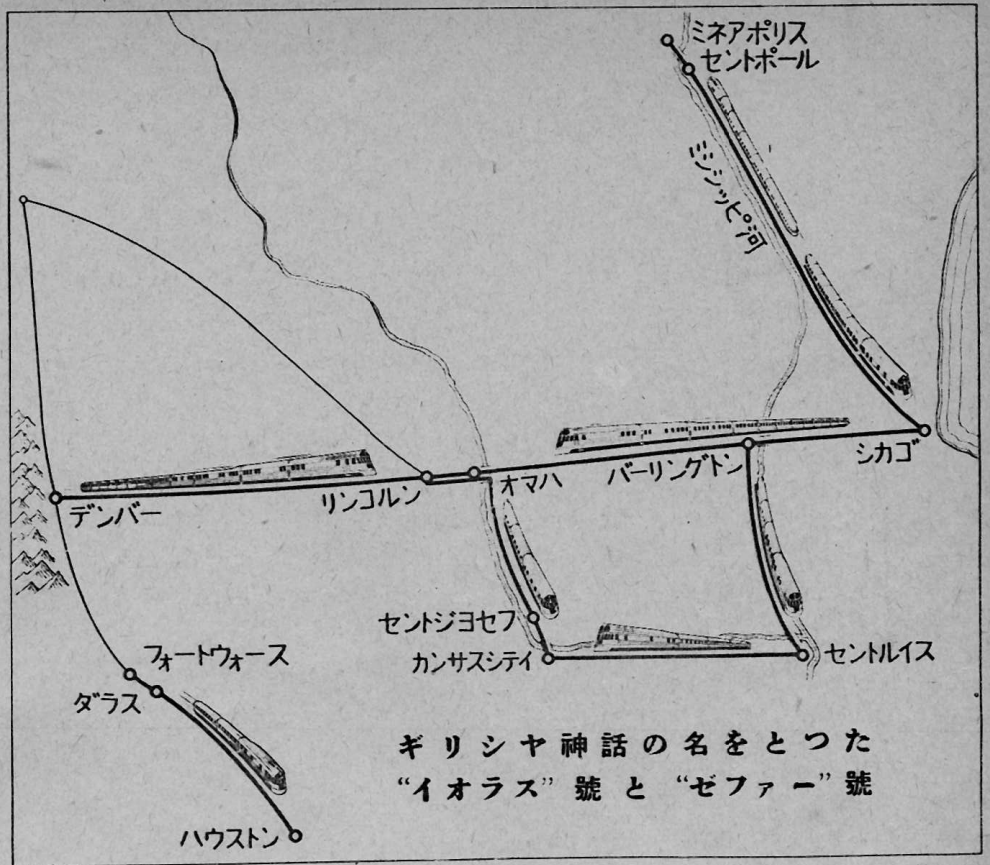 ミネアポリス
セントポール
ミシシッピ河
シカゴ
バーリングトン
オマハ
リンコルン
デンバー
セントジヨセフ
カンサスシテイ
セントルイス
フォートウォース
ダラス
ハウストン
ギリシヤ神話の名をとつた
“イオラス”號と“ゼファー”號